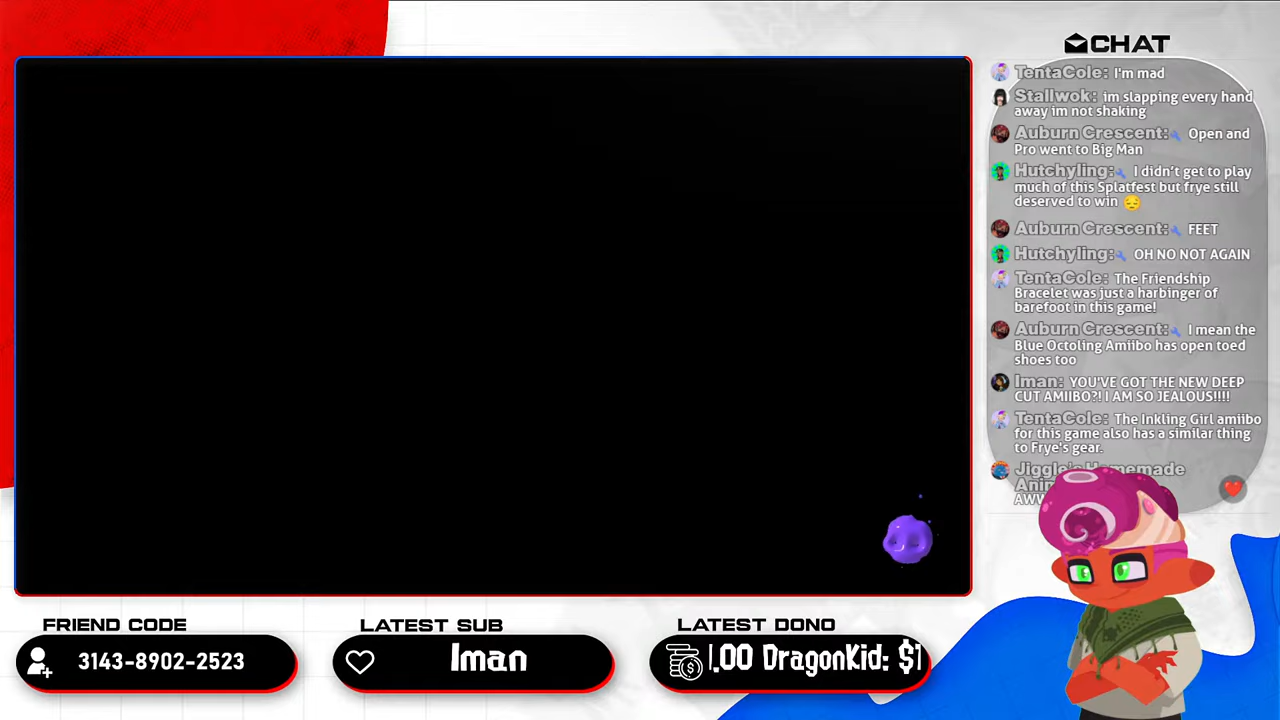 CHAT
TentaCole: I'm mad
Stallwok: im slapping every hand
away im not shaking
Auburn Crescent: Open and
Pro went to Big Man
Hutchyling: I didn't get to play
much of this Splatfest but frye still
deserved to win 😔
Auburn Crescent: FEET
Hutchyling: OH NO NOT AGAIN
TentaCole: The Friendship
Bracelet was just a harbinger of
barefoot in this game!
Auburn Crescent: I mean the
Blue Octoling Amiibo has open toed
shoes too
Iman: YOU'VE GOT THE NEW DEEP
CUT AMIIBO?! I AM SO JEALOUS!!!!
TentaCole: The Inkling Girl amiibo
for this game also has a similar thing
to Frye's gear.
Jiggle's Homemade
FRIEND CODE
3143-8902-2523
LATEST SUB
Iman
LATEST DONO
.00 DragonKid: $1